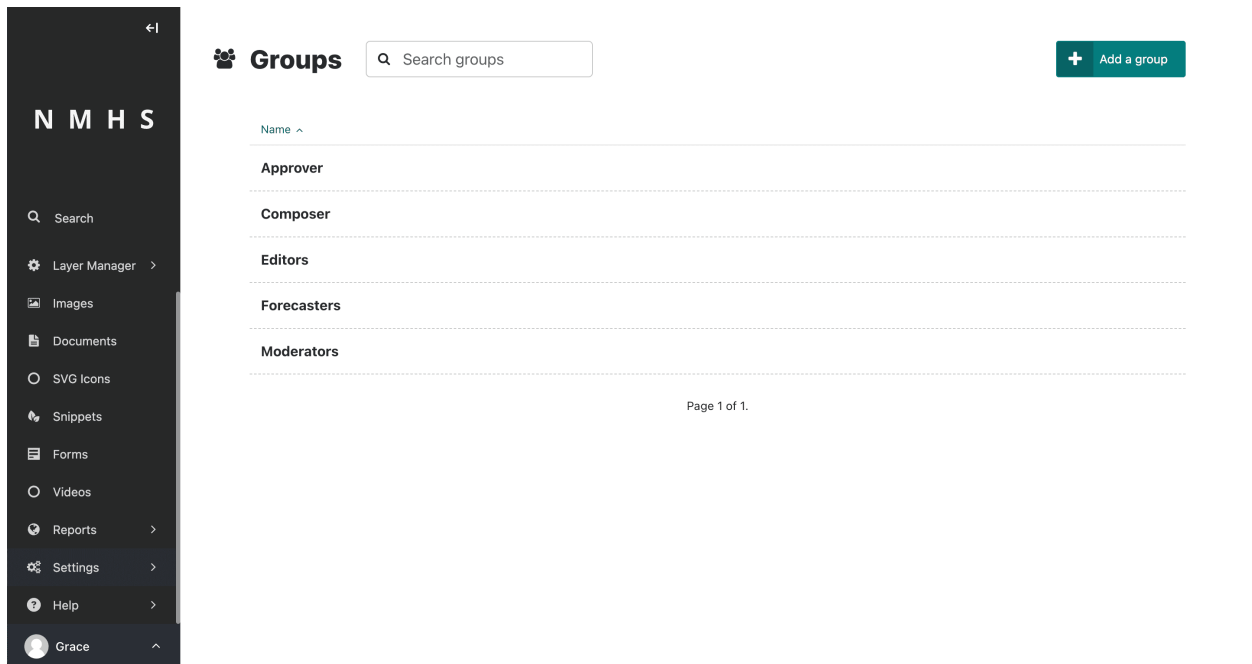 NMHS
Search
Layer Manager
Images
Documents
SVG Icons
Snippets
Forms
Videos
Reports
Settings
Help
Grace
Groups
Search groups
Add a group
Name
Approver
Composer
Editors
Forecasters
Moderators
Page 1 of 1.